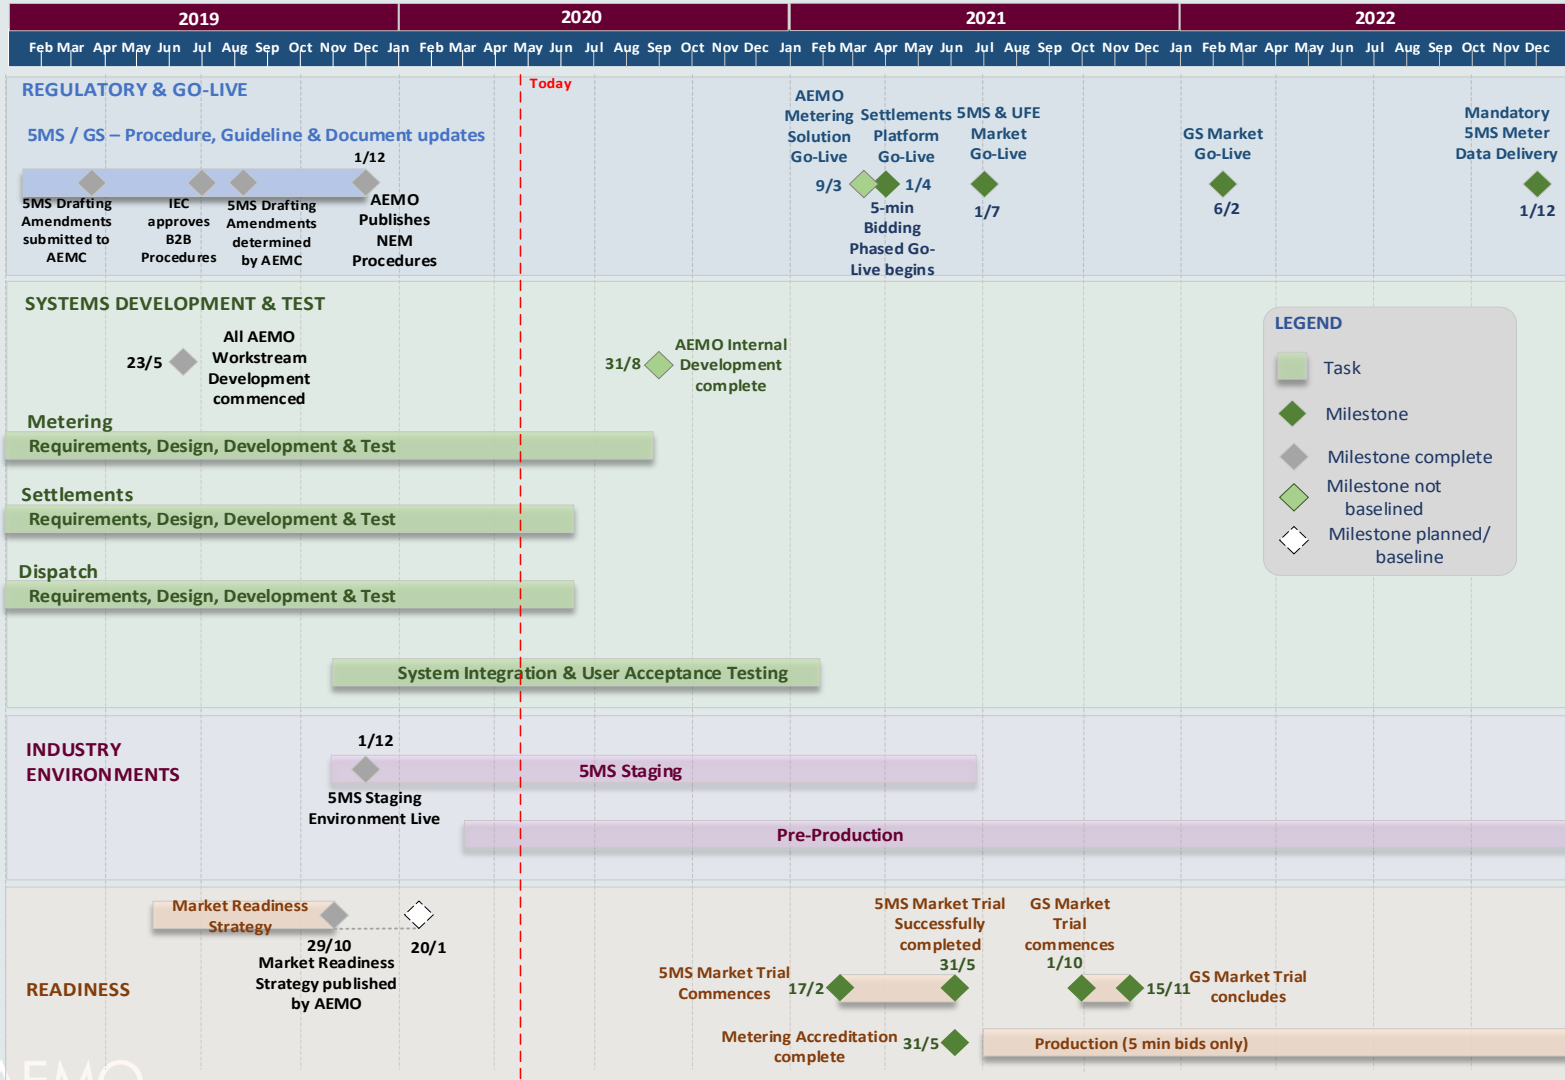 2019 2020 2021 2022
Feb Mar Apr May Jun Jul Aug Sep Oct Nov Dec Jan Feb Mar Apr May Jun Jul Aug Sep Oct Nov Dec Jan Feb Mar Apr May Jun Jul Aug Sep Oct Nov Dec Jan Feb Mar Apr May Jun Jul Aug Sep Oct Nov Dec
Today
REGULATORY & GO-LIVE
5MS / GS – Procedure, Guideline & Document updates
1/12
5MS Drafting
Amendments
submitted to
AEMC
IEC
approves
B2B
Procedures
5MS Drafting
Amendments
determined
by AEMC
AEMO
Publishes
NEM
Procedures
AEMO
Metering
Solution
Go-Live
9/3
Settlements
Platform
Go-Live
1/4
5-min
Bidding
Phased Go-
Live begins
5MS & UFE
Market
Go-Live
1/7
GS Market
Go-Live
6/2
Mandatory
5MS Meter
Data Delivery
1/12
SYSTEMS DEVELOPMENT & TEST
23/5
All AEMO
Workstream
Development
commenced
31/8
AEMO Internal
Development
complete
Metering
Requirements, Design, Development & Test
Settlements
Requirements, Design, Development & Test
Dispatch
Requirements, Design, Development & Test
System Integration & User Acceptance Testing
LEGEND
Task
Milestone
Milestone complete
Milestone not
baselined
Milestone planned/
baseline
INDUSTRY
ENVIRONMENTS
1/12
5MS Staging
5MS Staging
Environment Live
Pre-Production
READINESS
Market Readiness
Strategy
29/10
Market Readiness
Strategy published
by AEMO
20/1
5MS Market Trial
Commences
17/2
5MS Market Trial
Successfully
completed
31/5
GS Market
Trial
commences
1/10
15/11
GS Market Trial
concludes
Metering Accreditation
complete
31/5
Production (5 min bids only)
AEMO